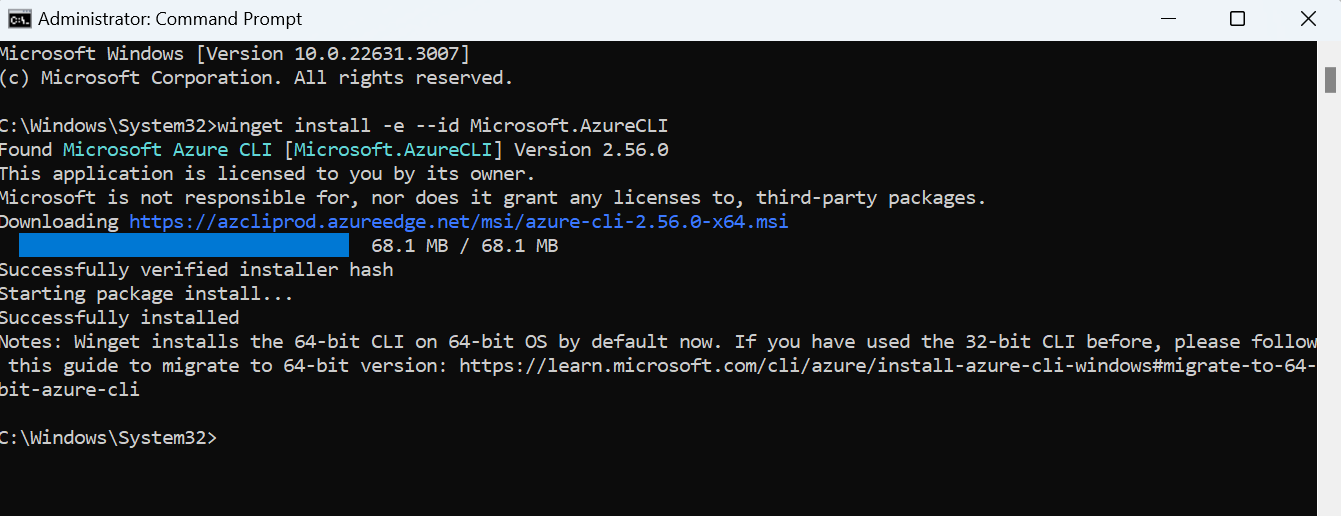 Administrator: Command Prompt
Microsoft Windows [Version 10.0.22631.3007]
(c) Microsoft Corporation. All rights reserved.
C:\Windows\System32>winget install -e --id Microsoft.AzureCLI
Found Microsoft Azure CLI [Microsoft.AzureCLI] Version 2.56.0
This application is licensed to you by its owner.
Microsoft is not responsible for, nor does it grant any licenses to, third-party packages.
Downloading https://azcliprod.azureedge.net/msi/azure-cli-2.56.0-x64.msi
68.1 MB / 68.1 MB
Successfully verified installer hash
Starting package install...
Successfully installed
Notes: Winget installs the 64-bit CLI on 64-bit OS by default now. If you have used the 32-bit CLI before, please follow
this guide to migrate to 64-bit version: https://learn.microsoft.com/cli/azure/install-azure-cli-windows#migrate-to-64-
bit-azure-cli
C:\Windows\System32>